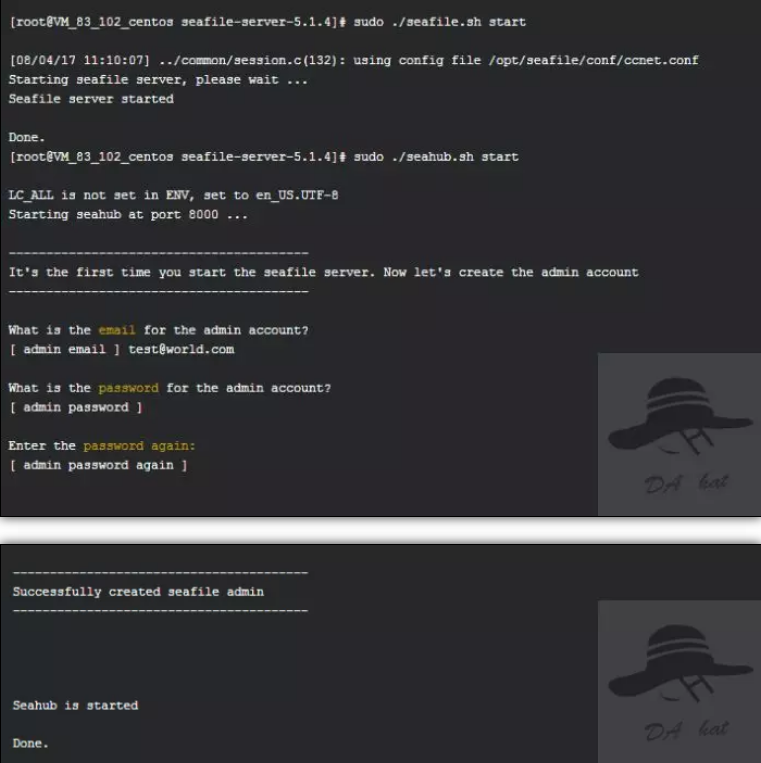 [root@VM_83_102_centos seafile-server-5.1.4]# sudo ./seafile.sh start
[08/04/17 11:10:07] ../common/session.c(132): using config file /opt/seafile/conf/ccnet.conf
Starting seafile server, please wait ...
Seafile server started
Done.
[root@VM_83_102_centos seafile-server-5.1.4]# sudo ./seahub.sh start
LC_ALL is not set in ENV, set to en_US.UTF-8
Starting seahub at port 8000 ...
----------------------------------------
It's the first time you start the seafile server. Now let's create the admin account
----------------------------------------
What is the email for the admin account?
[ admin email ] test@world.com
What is the password for the admin account?
[ admin password ]
Enter the password again:
[ admin password again ]
DA hat
----------------------------------------
Successfully created seafile admin
----------------------------------------
Seahub is started
DA hat
Done.